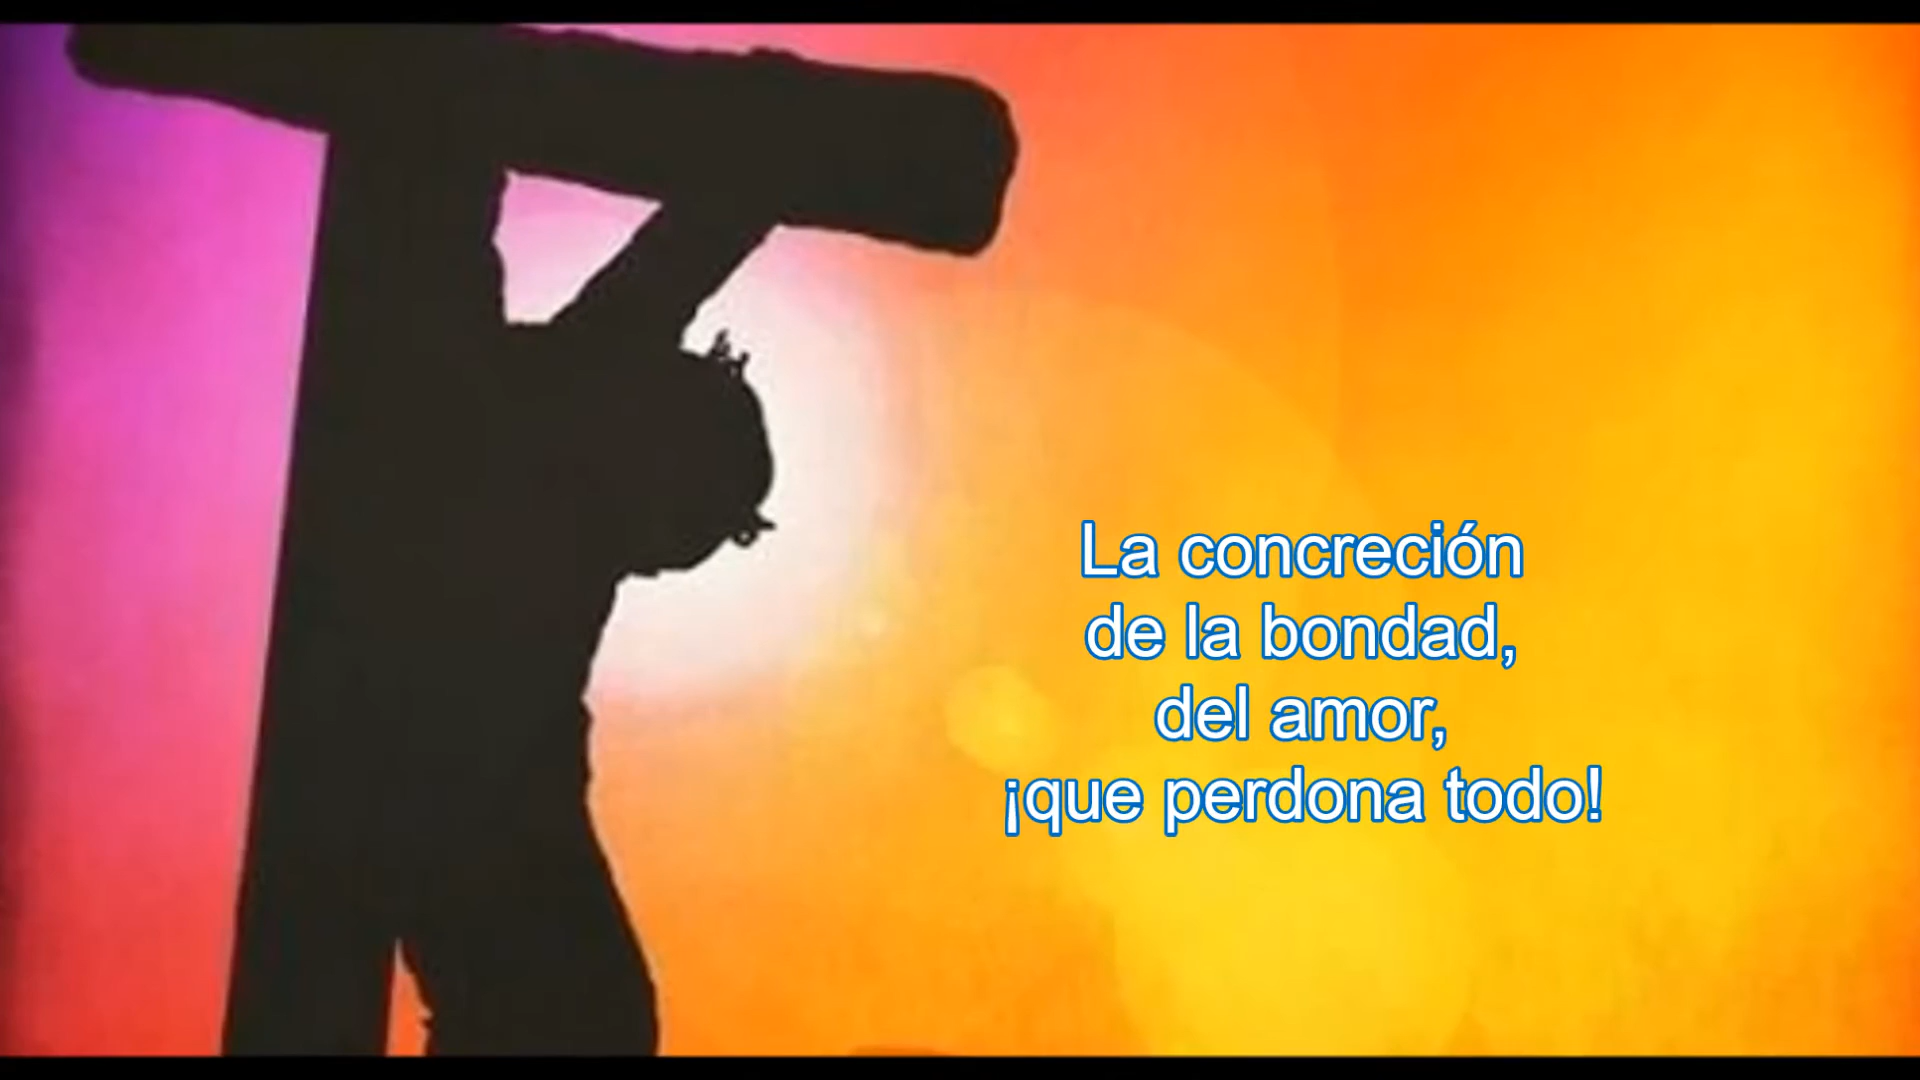 La concreción
de la bondad,
del amor,
¡que perdona todo!